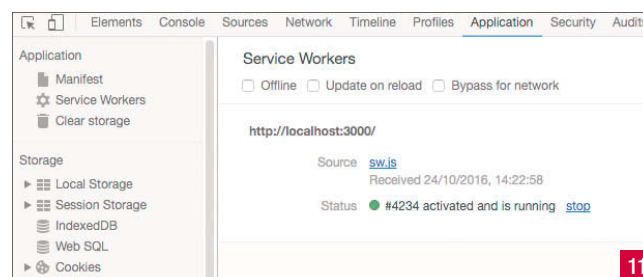 Elements Console Sources Network Timeline Profiles Application Security Audits
Application
Manifest
Service Workers
Clear storage
Storage
Local Storage
Session Storage
IndexedDB
Web SQL
Cookies
Service Workers
Offline Update on reload Bypass for network
http://localhost:3000/
Source sw.js
Received 24/10/2016, 14:22:58
Status #4234 activated and is running stop
11